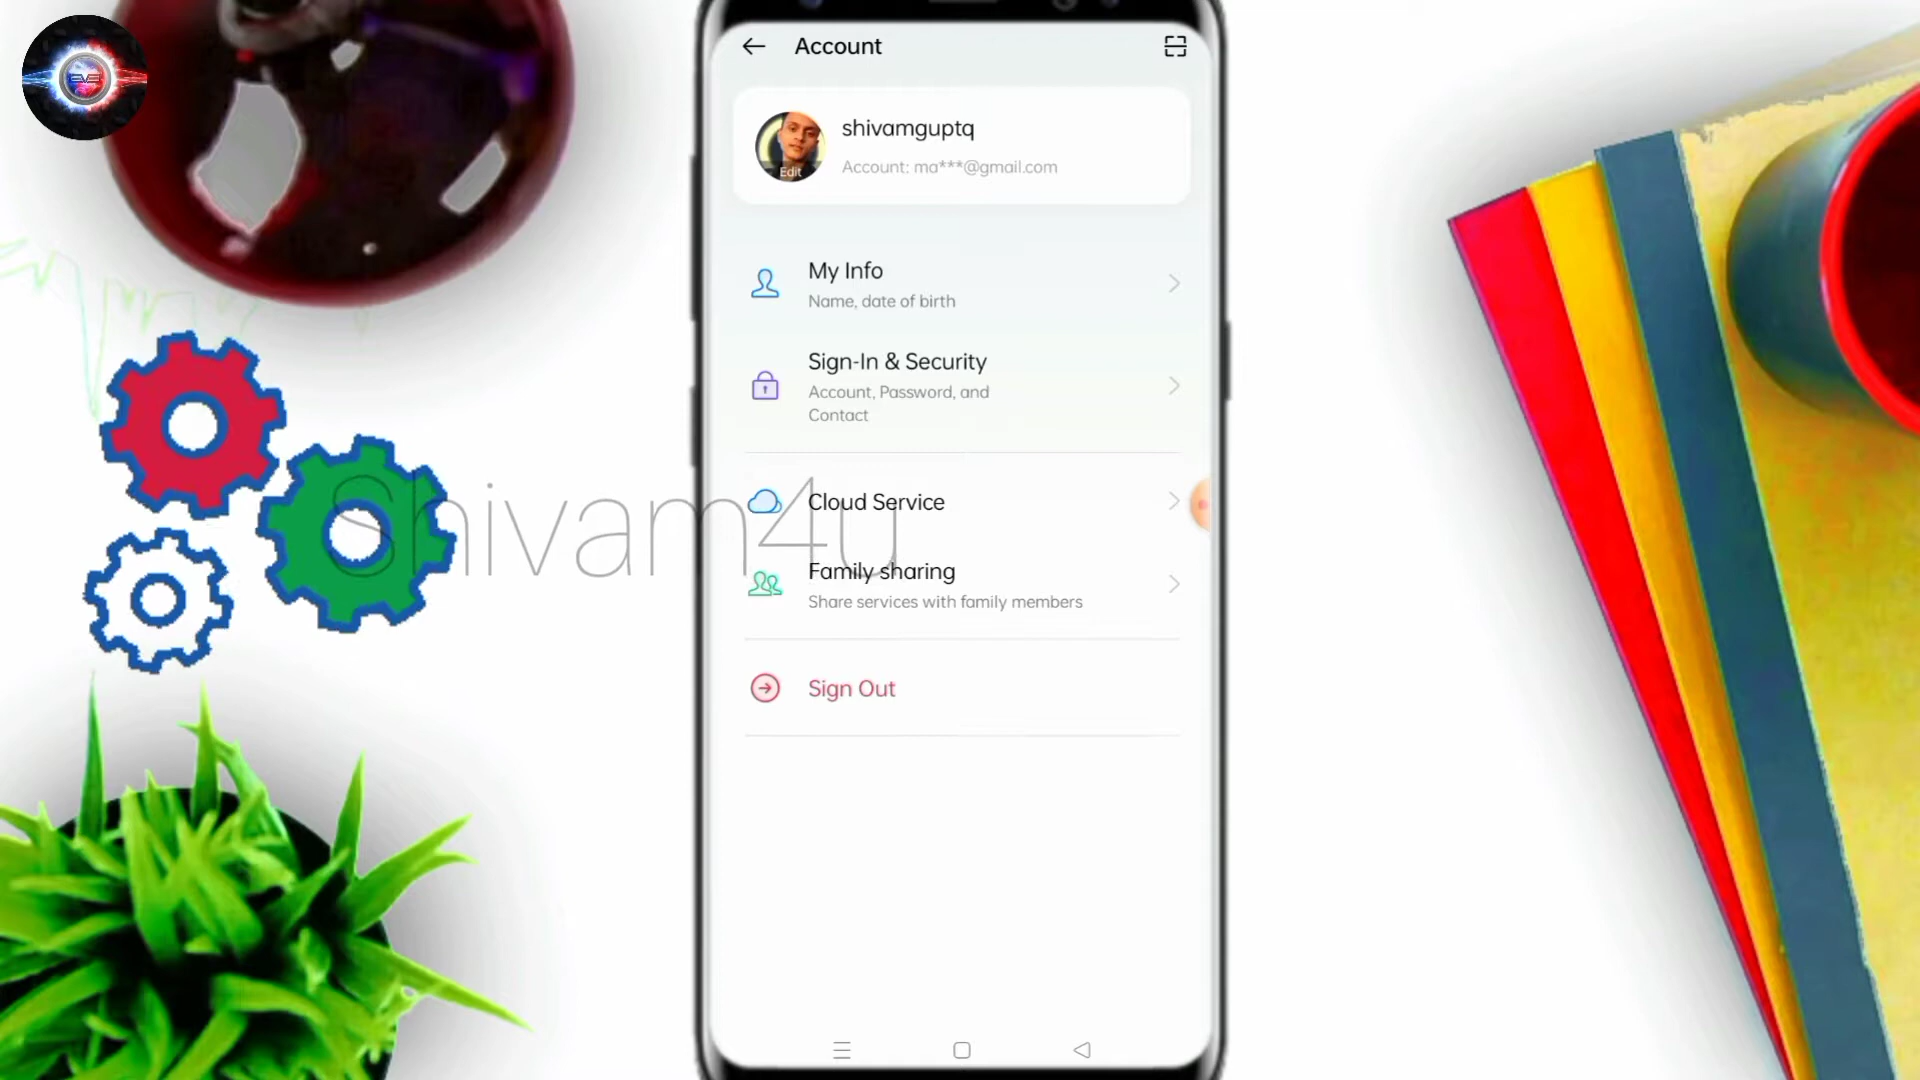 Account
shivamguptq
Account: ma***@gmail.com
Edit
My Info
Name, date of birth
Sign-In & Security
Account, Password, and
Contact
Cloud Service
Shivam4u
Family sharing
Share services with family members
Sign Out